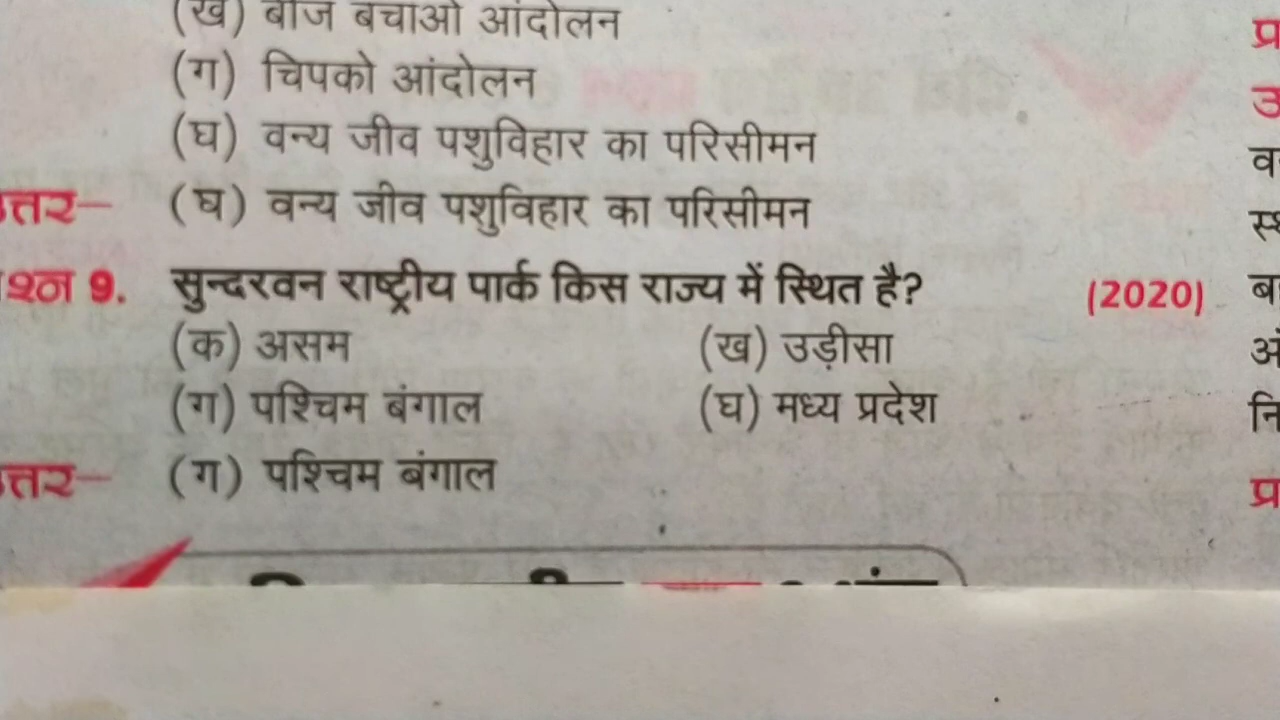 (ख) बीज बचाओ आंदोलन
(ग) चिपको आंदोलन
(घ) वन्य जीव पशुविहार का परिसीमन
त्तर– (घ) वन्य जीव पशुविहार का परिसीमन
श्न 9. सुन्दरवन राष्ट्रीय पार्क किस राज्य में स्थित है? (2020)
(क) असम (ख) उड़ीसा
(ग) पश्चिम बंगाल (घ) मध्य प्रदेश
त्तर– (ग) पश्चिम बंगाल